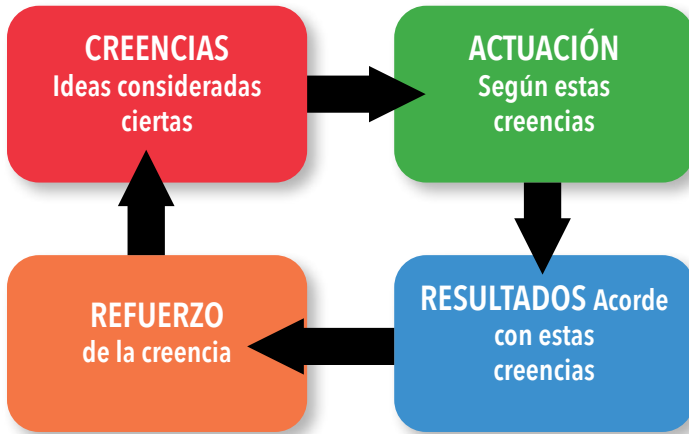 CREENCIAS
Ideas consideradas
ciertas
ACTUACIÓN
Según estas
creencias
RESULTADOS Acorde
con estas
creencias
REFUERZO
de la creencia